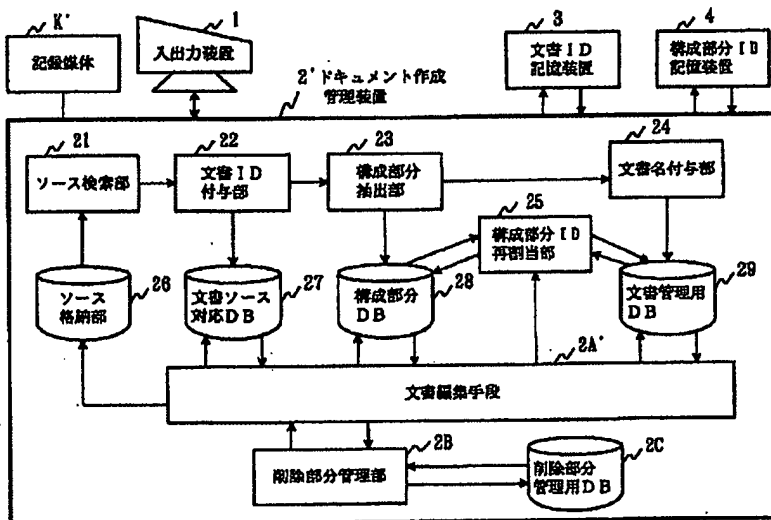 K'
記録媒体
1
入出力装置
3
文書ID
記憶装置
4
構成部分ID
記憶装置
2'ドキュメント作成
管理装置
21
ソース検索部
22
文書ID
付与部
23
構成部分
抽出部
24
文書名付与部
25
構成部分ID
再割当部
ソース
格納部
26
文書ソース
対応DB
27
構成部分
DB
28
文書管理用
DB
29
2A'
文書編集手段
2B
削除部分管理部
2C
削除部分
管理用DB